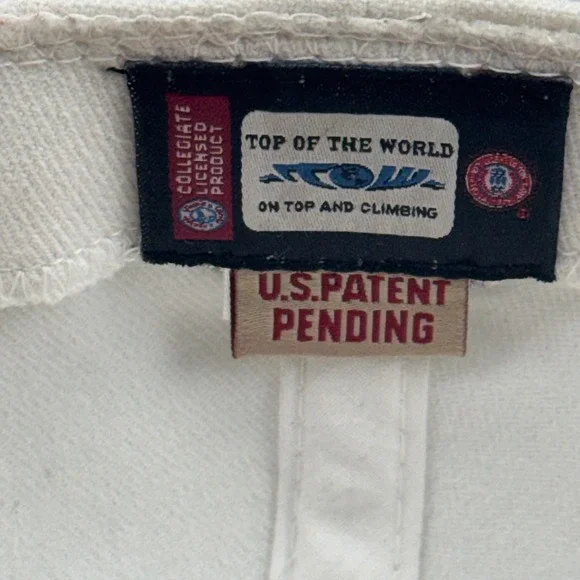 COLLEGIATE
LICENSED
PRODUCT
TOP OF THE WORLD
TOW
ON TOP AND CLIMBING
U.S.PATENT
PENDING